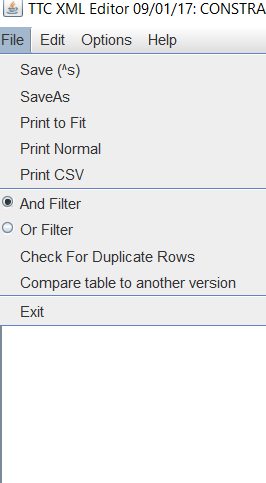 TTC XML Editor 09/01/17: CONSTRA
File Edit Options Help
Save (^s)
SaveAs
Print to Fit
Print Normal
Print CSV
And Filter
Or Filter
Check For Duplicate Rows
Compare table to another version
Exit